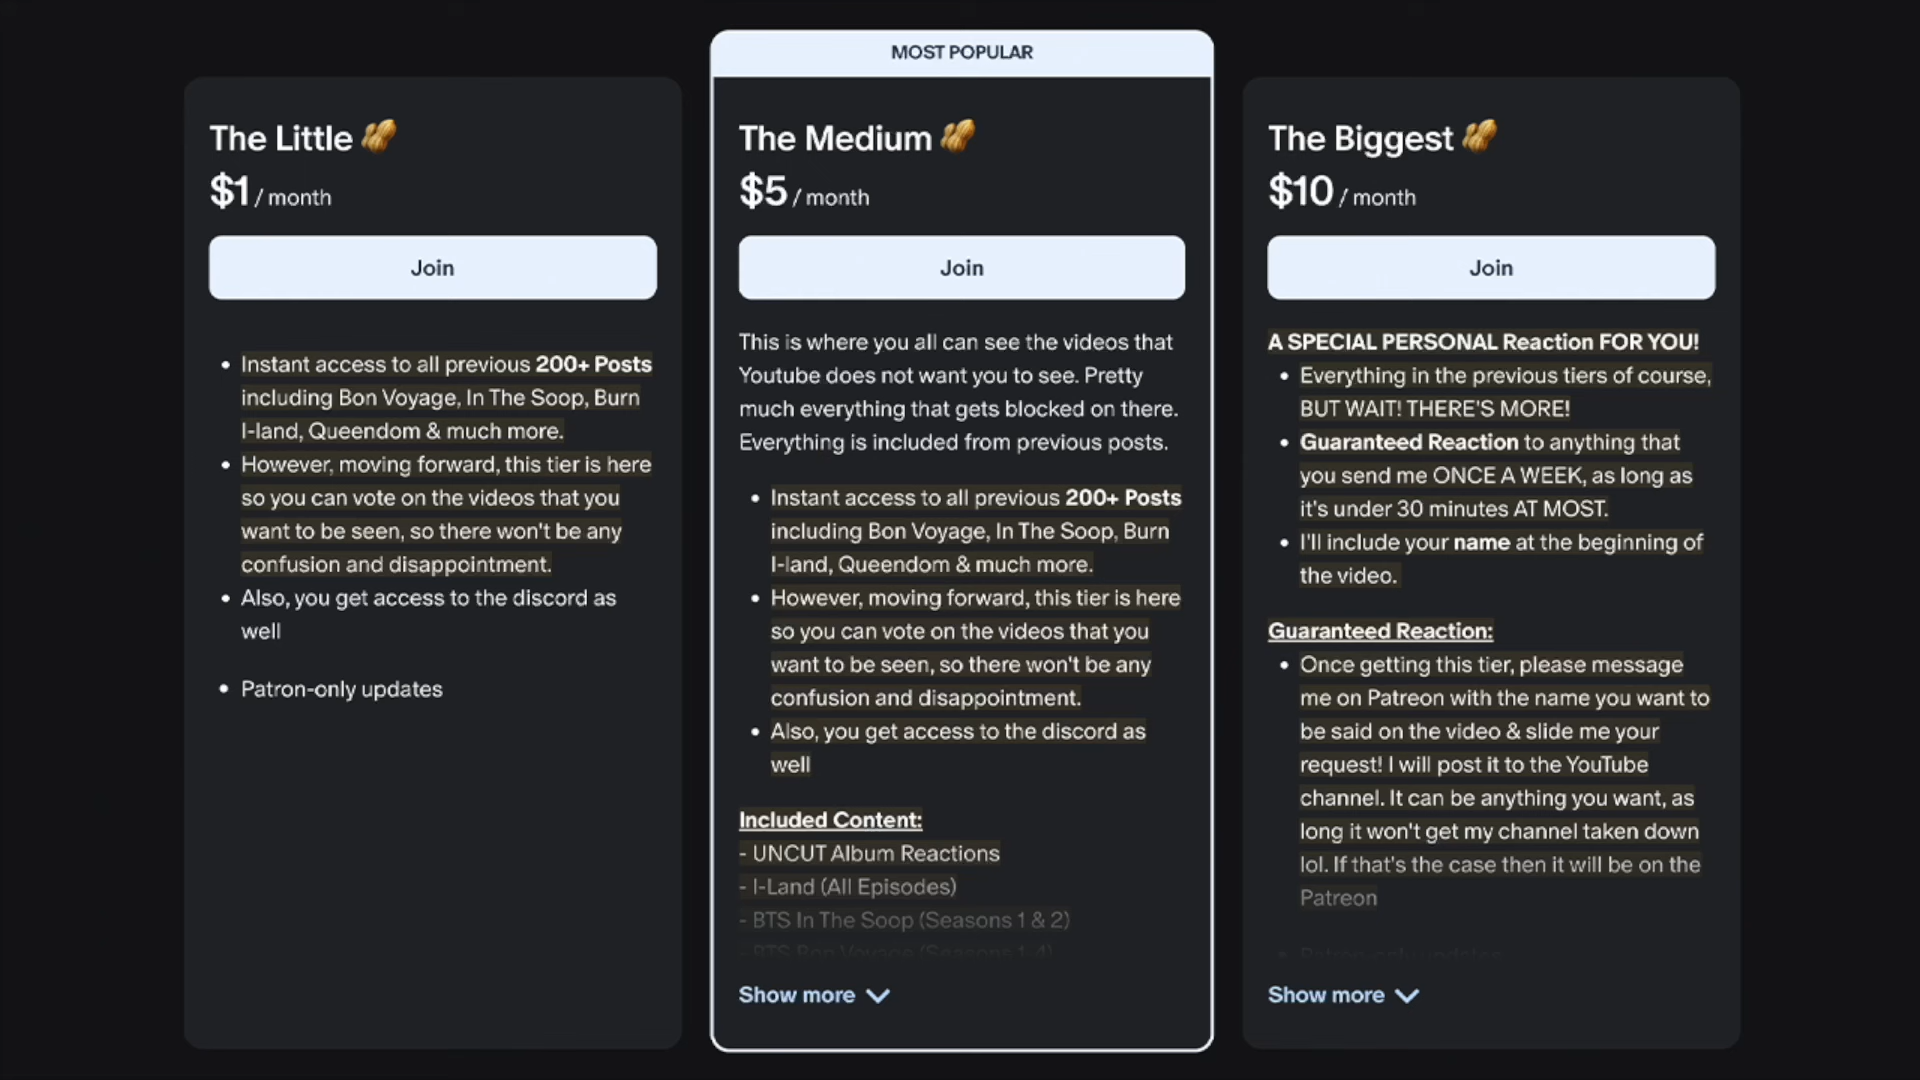 The Little 🥜
$1 / month
Join
• Instant access to all previous 200+ Posts
including Bon Voyage, In The Soop, Burn
I-land, Queendom & much more.
• However, moving forward, this tier is here
so you can vote on the videos that you
want to be seen, so there won't be any
confusion and disappointment.
• Also, you get access to the discord as
well
• Patron-only updates
MOST POPULAR
The Medium 🥜
$5 / month
Join
This is where you all can see the videos that
Youtube does not want you to see. Pretty
much everything that gets blocked on there.
Everything is included from previous posts.
• Instant access to all previous 200+ Posts
including Bon Voyage, In The Soop, Burn
I-land, Queendom & much more.
• However, moving forward, this tier is here
so you can vote on the videos that you
want to be seen, so there won't be any
confusion and disappointment.
• Also, you get access to the discord as
well
Included Content:
- UNCUT Album Reactions
- I-Land (All Episodes)
- BTS In The Soop (Seasons 1 & 2)
- BTS Bon Voyage (Seasons 1-4)
Show more
The Biggest 🥜
$10 / month
Join
A SPECIAL PERSONAL Reaction FOR YOU!
• Everything in the previous tiers of course,
BUT WAIT! THERE'S MORE!
• Guaranteed Reaction to anything that
you send me ONCE A WEEK, as long as
it's under 30 minutes AT MOST.
• I'll include your name at the beginning of
the video.
Guaranteed Reaction:
• Once getting this tier, please message
me on Patreon with the name you want to
be said on the video & slide me your
request! I will post it to the YouTube
channel. It can be anything you want, as
long it won't get my channel taken down
lol. If that's the case then it will be on the
Patreon
• Patron-only updates
Show more